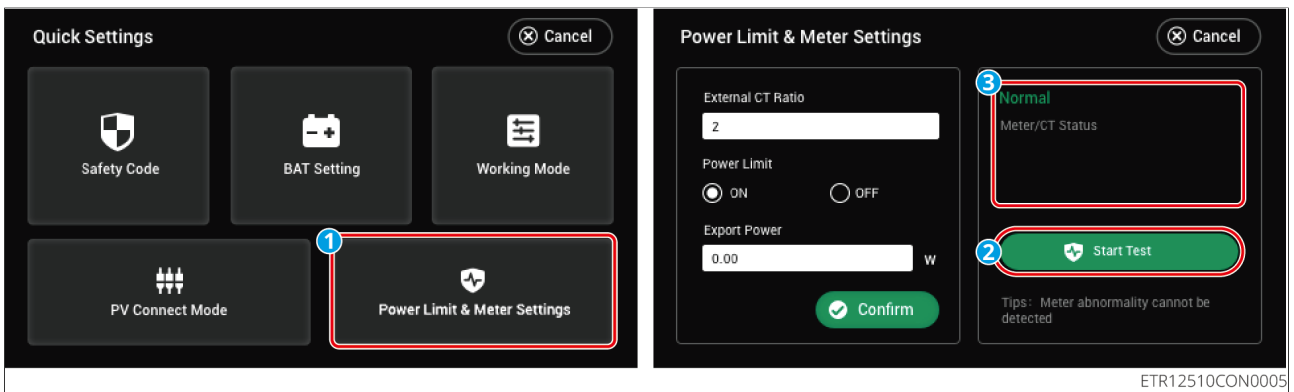 Quick Settings
Cancel
Safety Code
BAT Setting
Working Mode
1
PV Connect Mode
Power Limit & Meter Settings
Power Limit & Meter Settings
Cancel
External CT Ratio
2
Power Limit
ON
OFF
Export Power
0.00
W
Confirm
3
Normal
Meter/CT Status
2
Start Test
Tips: Meter abnormality cannot be
detected
ETR12510CON0005